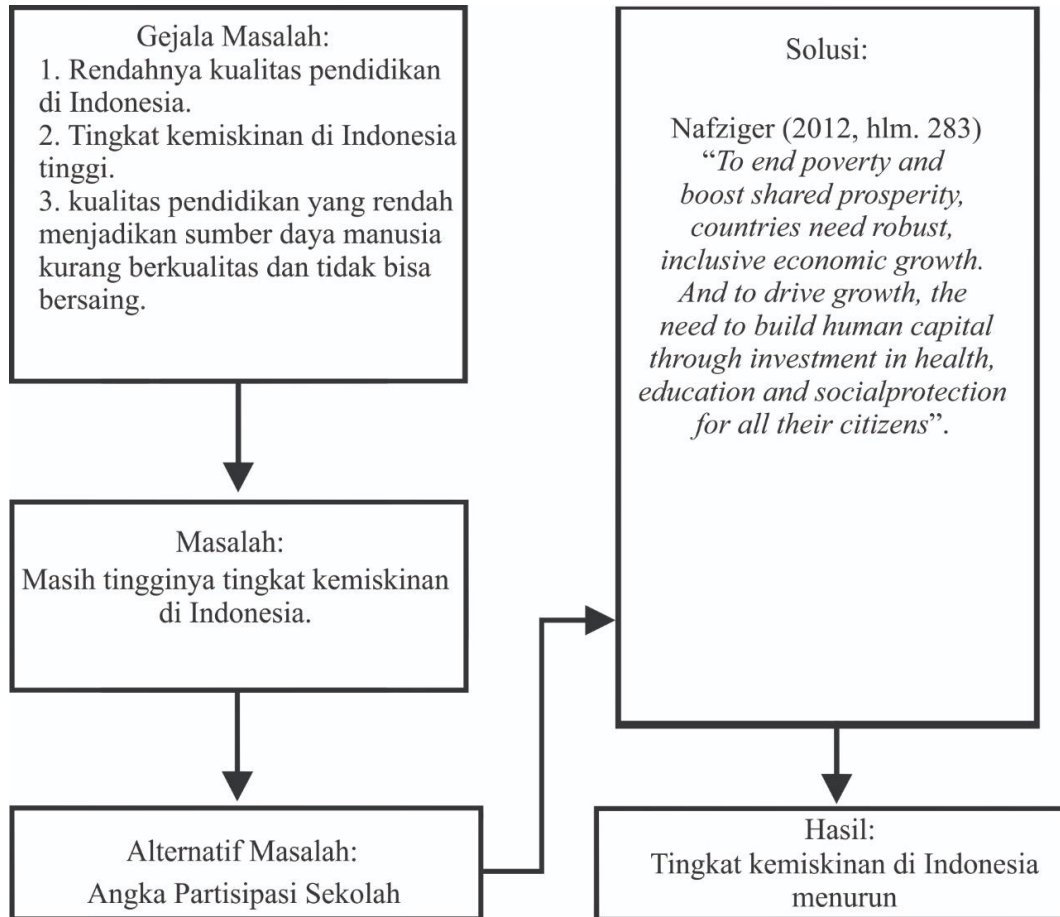 Gejala Masalah:
1. Rendahnya kualitas pendidikan
di Indonesia.
2. Tingkat kemiskinan di Indonesia
tinggi.
3. kualitas pendidikan yang rendah
menjadikan sumber daya manusia
kurang berkualitas dan tidak bisa
bersaing.
Masalah:
Masih tingginya tingkat kemiskinan
di Indonesia.
Alternatif Masalah:
Angka Partisipasi Sekolah
Solusi:
Nafziger (2012, hlm. 283)
“To end poverty and
boost shared prosperity,
countries need robust,
inclusive economic growth.
And to drive growth, the
need to build human capital
through investment in health,
education and socialprotection
for all their citizens”.
Hasil:
Tingkat kemiskinan di Indonesia
menurun